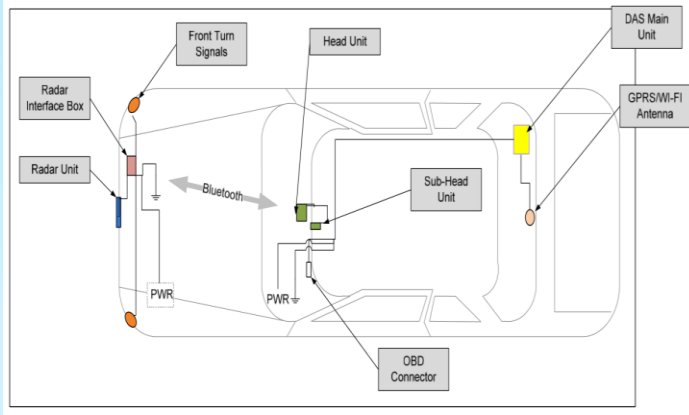 DAS Main
Unit
Front Turn
Signals
Head Unit
Radar
Interface Box
GPRS/WI-FI
Antenna
Radar Unit
Bluetooth
Sub-Head
Unit
PWR
PWR
OBD
Connector